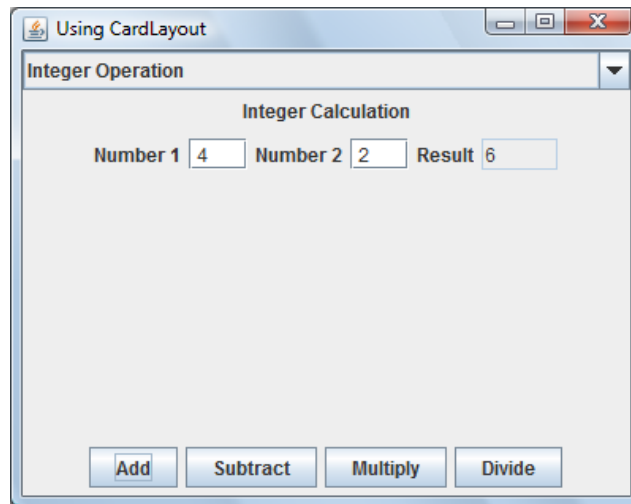 Using CardLayout
Integer Operation
Integer Calculation
Number 1 4 Number 2 2 Result 6
Add Subtract Multiply Divide